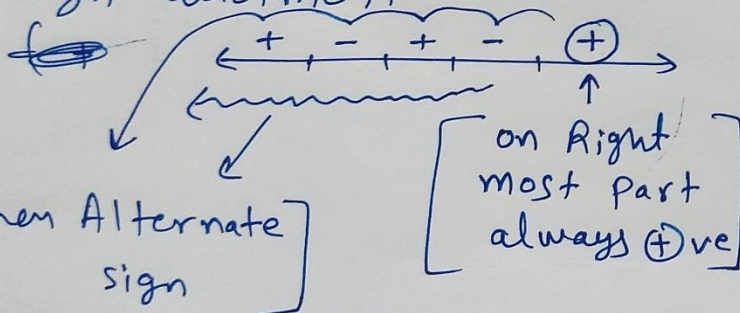 + - + - +
on Right
most part
always +ve
Alternate
sign